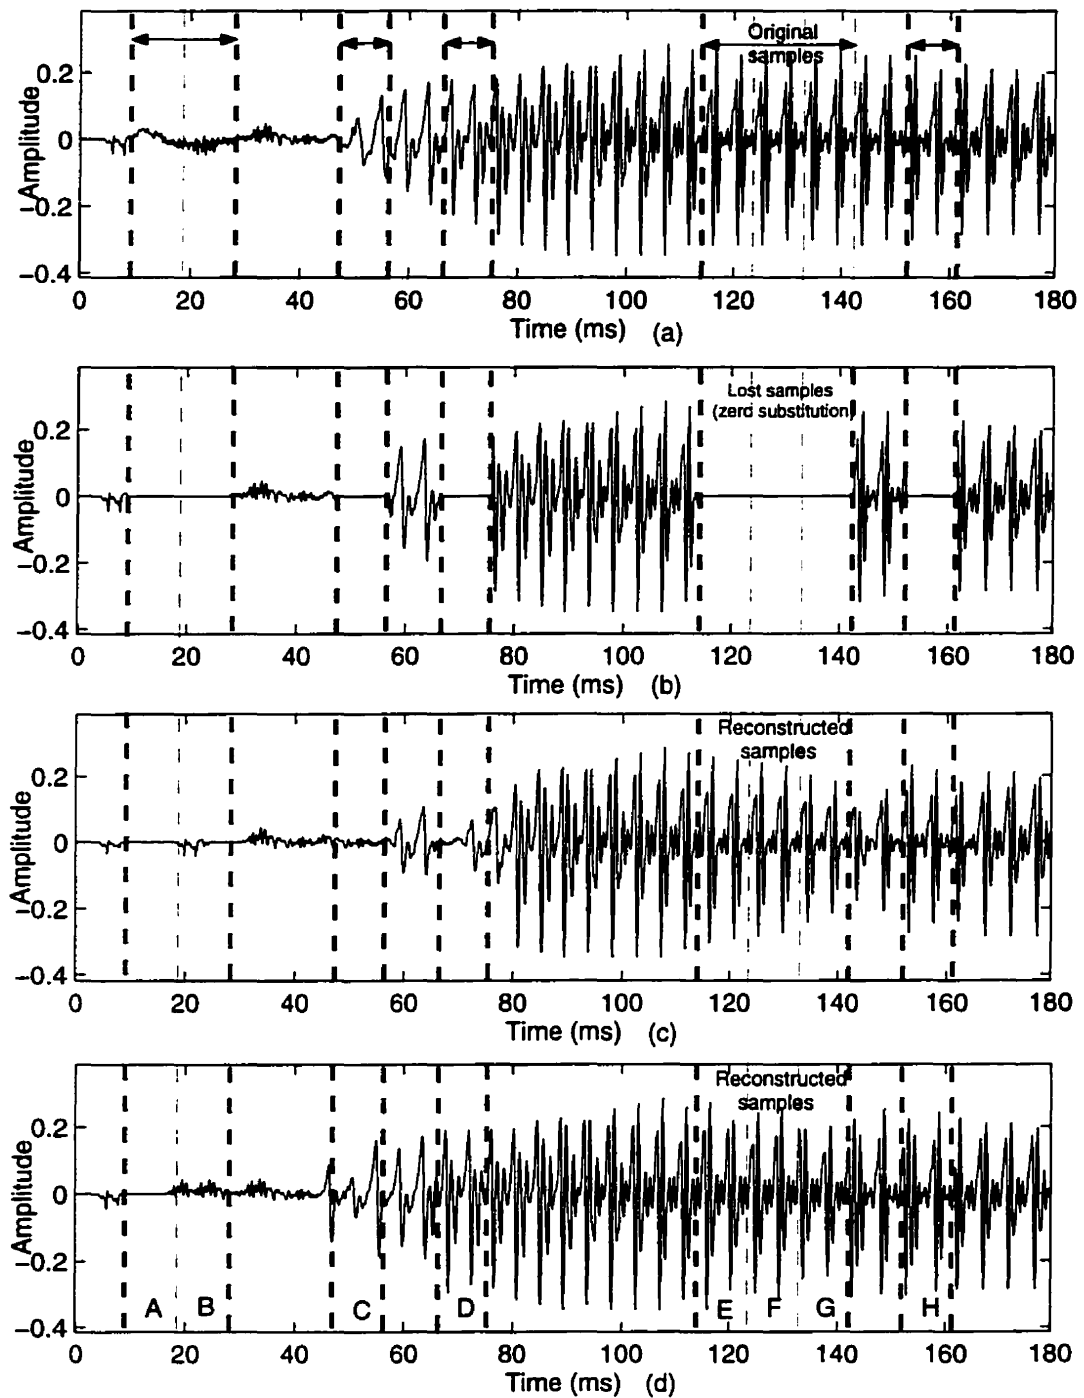 Original
samples
0.2
0
−0.2
−0.4
Amplitude
0 20 40 60 80 100 120 140 160 180
Time (ms) (a)
Lost samples
(zero substitution)
0.2
0
−0.2
−0.4
Amplitude
0 20 40 60 80 100 120 140 160 180
Time (ms) (b)
Reconstructed
samples
0.2
0
−0.2
−0.4
Amplitude
0 20 40 60 80 100 120 140 160 180
Time (ms) (c)
Reconstructed
samples
0.2
0
−0.2
−0.4
Amplitude
A B C D E F G H
0 20 40 60 80 100 120 140 160 180
Time (ms) (d)